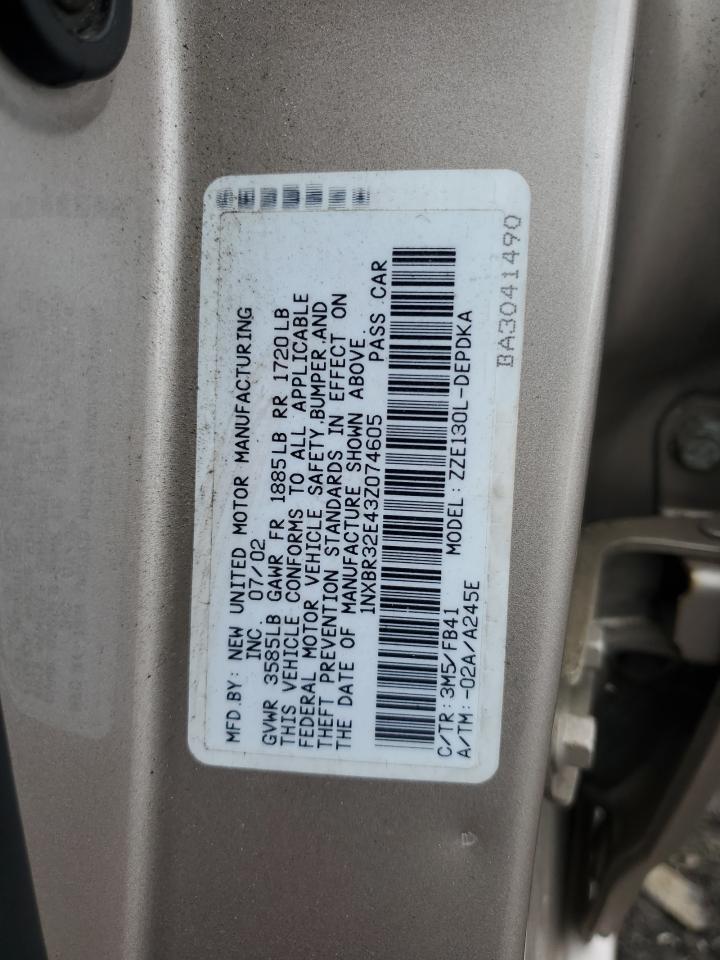 MFD.BY: NEW UNITED MOTOR MANUFACTURING
INC. 07/02
GVWR 3585LB GAWR FR 1885LB RR 1720LB
THIS VEHICLE CONFORMS TO ALL APPLICABLE
FEDERAL MOTOR VEHICLE SAFETY,BUMPER,AND
THEFT PREVENTION STANDARDS IN EFFECT ON
THE DATE OF MANUFACTURE SHOWN ABOVE.
1NXBR32E43Z074605 PASS CAR
C/TR:3M5/FB41 MODEL:ZZE130L-DEPDKA
A/TM:-02A/A245E
BA3041490